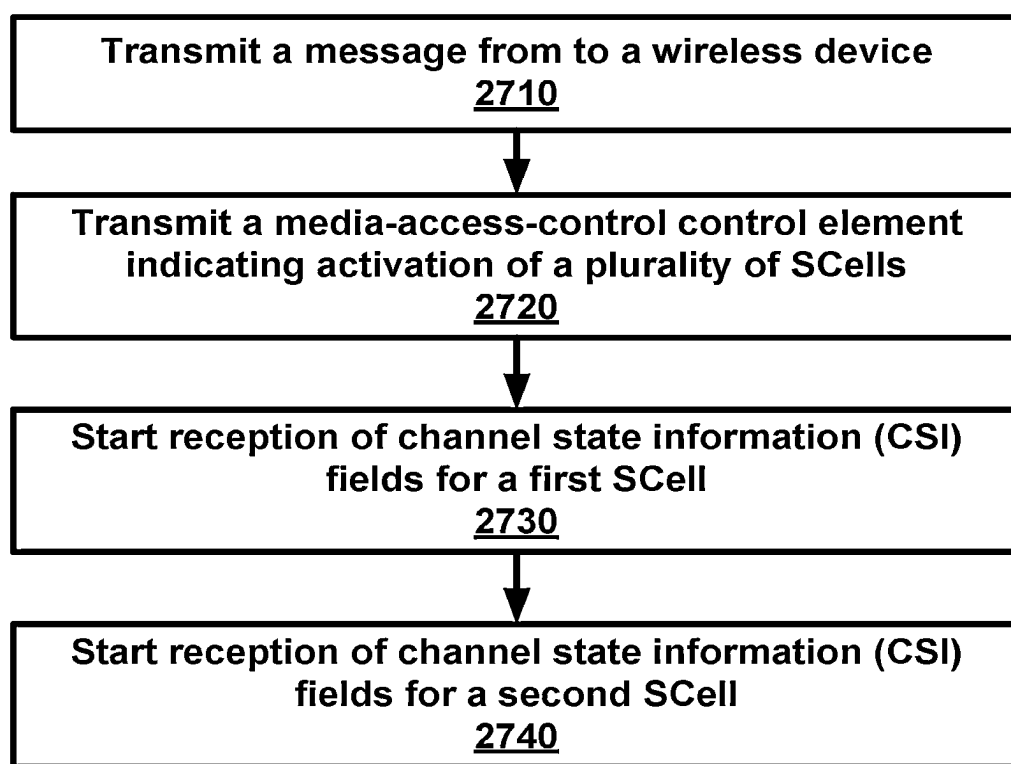 Transmit a message from to a wireless device
2710
Transmit a media-access-control control element
indicating activation of a plurality of SCells
2720
Start reception of channel state information (CSI)
fields for a first SCell
2730
Start reception of channel state information (CSI)
fields for a second SCell
2740